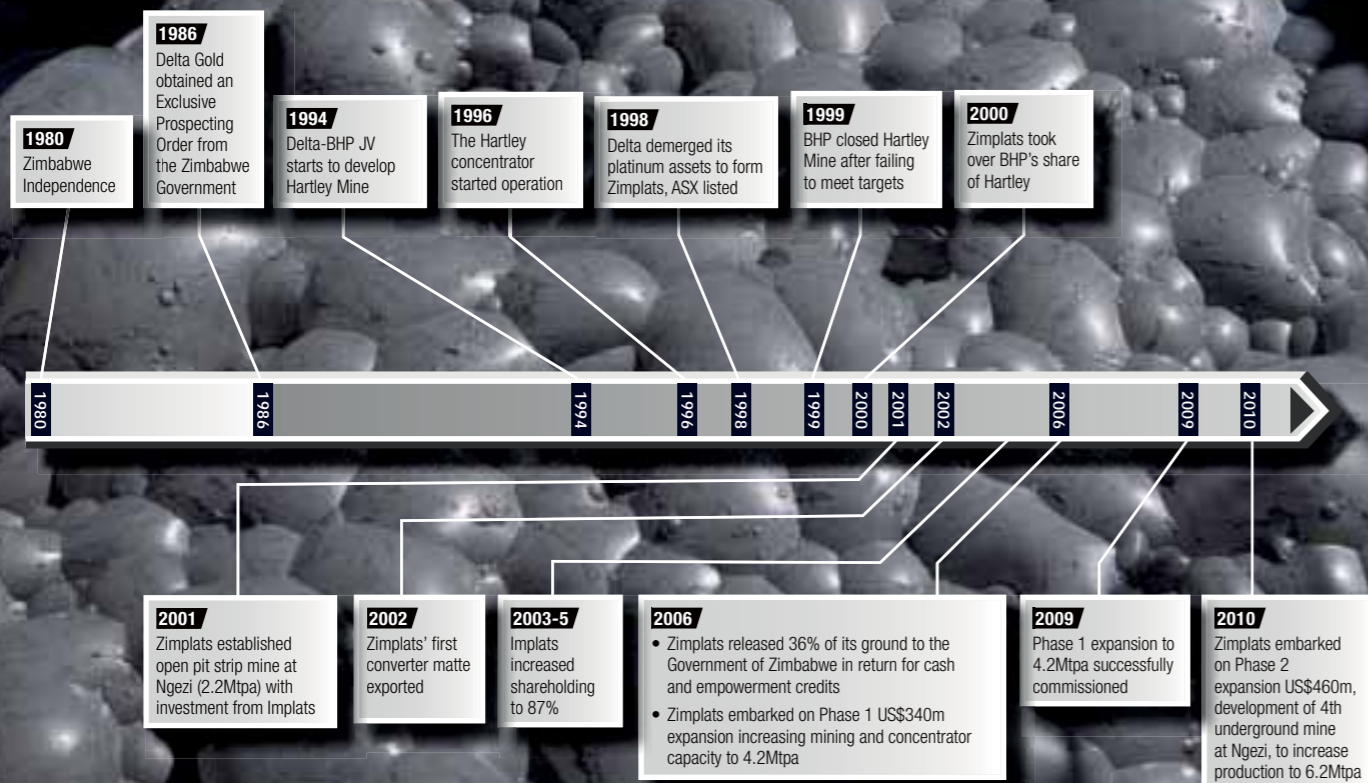 1980
Zimbabwe
Independence
1986
Delta Gold
obtained an
Exclusive
Prospecting
Order from
the Zimbabwe
Government
1994
Delta-BHP JV
starts to develop
Hartley Mine
1996
The Hartley
concentrator
started operation
1998
Delta demerged its
platinum assets to form
Zimplats, ASX listed
1999
BHP closed Hartley
Mine after failing
to meet targets
2000
Zimplats took
over BHP's share
of Hartley
1980
1986
1994
1996
1998
1999
2000
2001
2002
2006
2009
2010
2001
Zimplats established
open pit strip mine at
Ngezi (2.2Mtpa) with
investment from Implats
2002
Zimplats' first
converter matte
exported
2003-5
Implats
increased
shareholding
to 87%
2006
• Zimplats released 36% of its ground to the
Government of Zimbabwe in return for cash
and empowerment credits
• Zimplats embarked on Phase 1 US$340m
expansion increasing mining and concentrator
capacity to 4.2Mtpa
2009
Phase 1 expansion to
4.2Mtpa successfully
commissioned
2010
Zimplats embarked
on Phase 2
expansion US$460m,
development of 4th
underground mine
at Ngezi, to increase
production to 6.2Mtpa